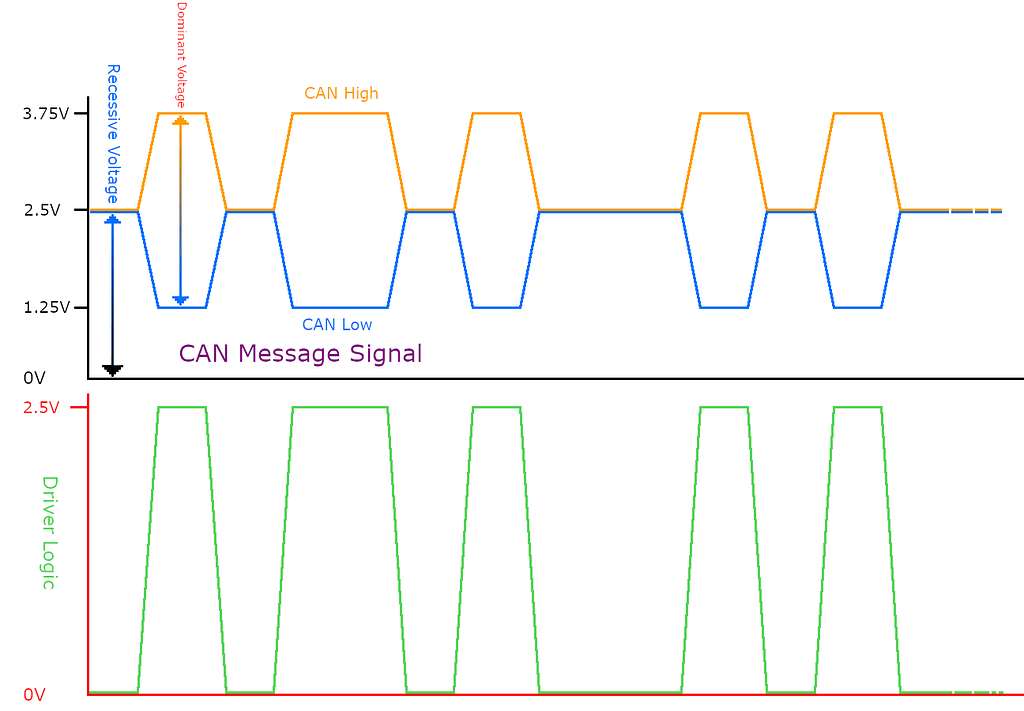 Dominant Voltage
Recessive Voltage
CAN High
3.75V
2.5V
1.25V
CAN Low
CAN Message Signal
0V
2.5V
Driver Logic
0V